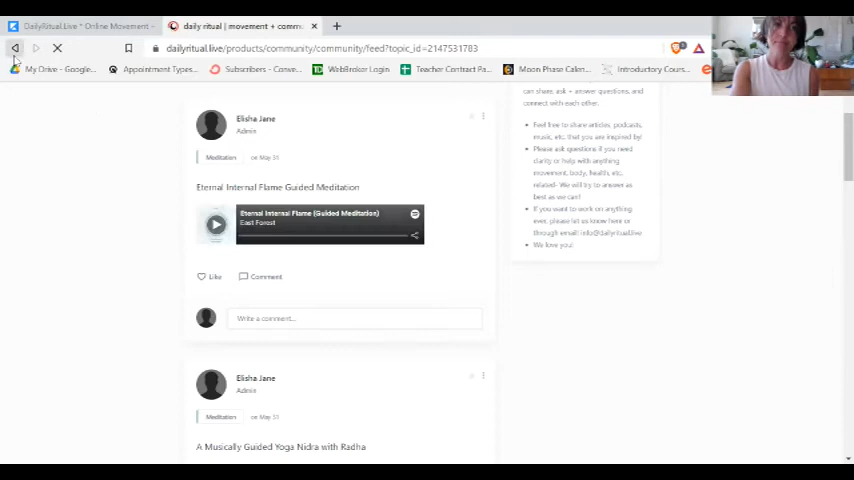 DailyRitual.Live * Online Movement
daily ritual | movement + commu
dailyritual.live/products/community/community/feed?topic_id=2147531783
My Drive - Google...
Appointment Types...
Subscribers - Conve...
WebBroker Login
Teacher Contract Pa...
Moon Phase Calen...
Introductory Cours...
can share, ask + answer questions, and
connect with each other.
Feel free to share articles, podcasts,
music, etc. that you are inspired by!
Please ask questions if you need
clarity or help with anything
movement, body, health, etc.
related- We will try to answer as
best as we can!
If you want to work on anything
ever, please let us know here or
through email: info@dailyritual.live
We love you!
Elisha Jane
Admin
Meditation on May 31
Eternal Internal Flame Guided Meditation
Eternal Internal Flame (Guided Meditation)
East Forest
Like Comment
Write a comment...
Elisha Jane
Admin
Meditation on May 31
A Musically Guided Yoga Nidra with Radha